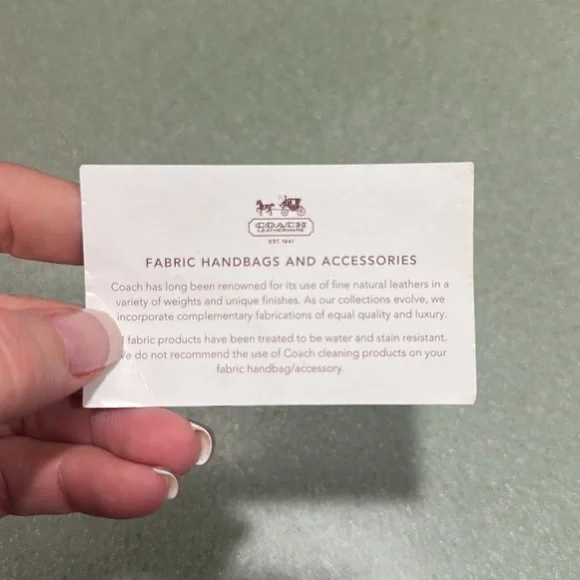 COACH
LEATHERWARE
EST. 1941
FABRIC HANDBAGS AND ACCESSORIES
Coach has long been renowned for its use of fine natural leathers in a
variety of weights and unique finishes. As our collections evolve, we
incorporate complementary fabrications of equal quality and luxury.
fabric products have been treated to be water and stain resistant.
We do not recommend the use of Coach cleaning products on your
fabric handbag/accessory.